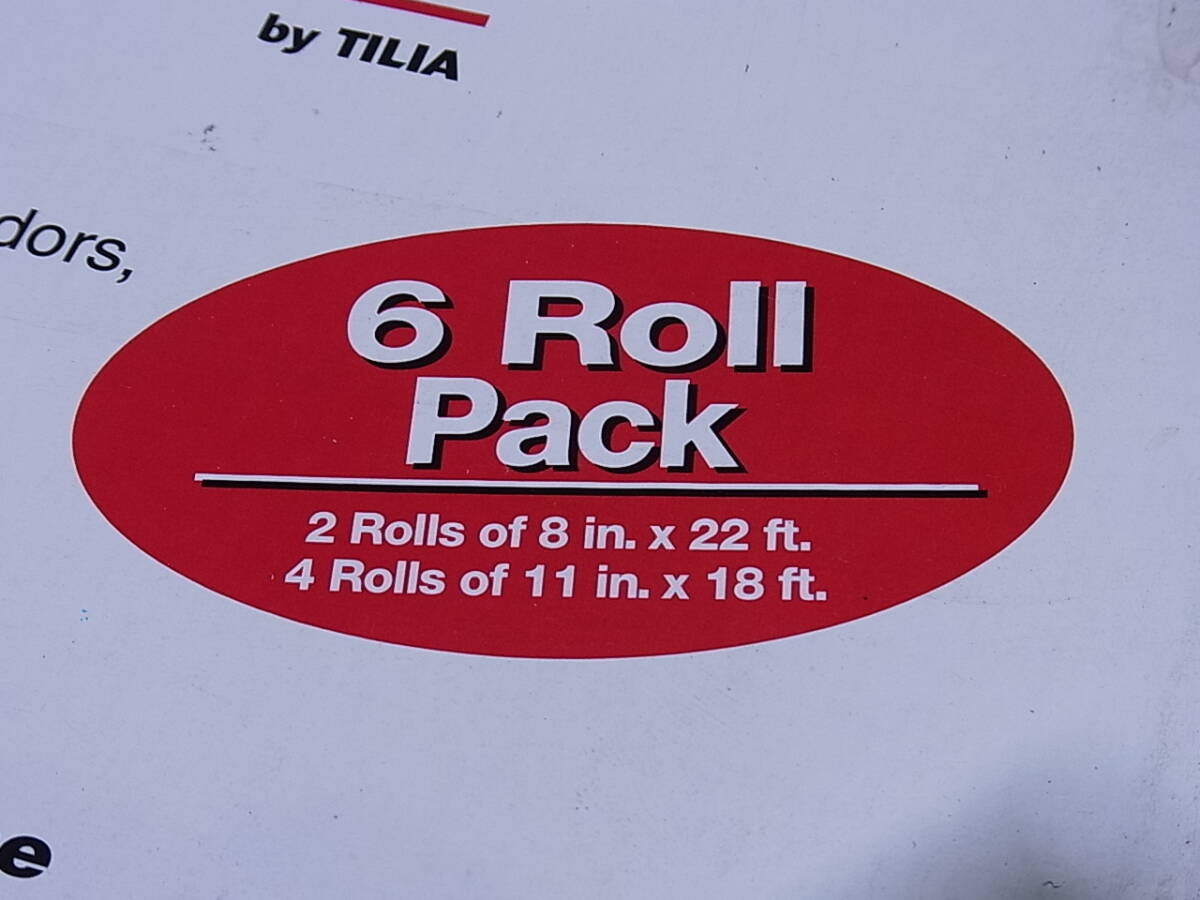 by TILIA
6 Roll
Pack
2 Rolls of 8 in. x 22 ft.
4 Rolls of 11 in. x 18 ft.